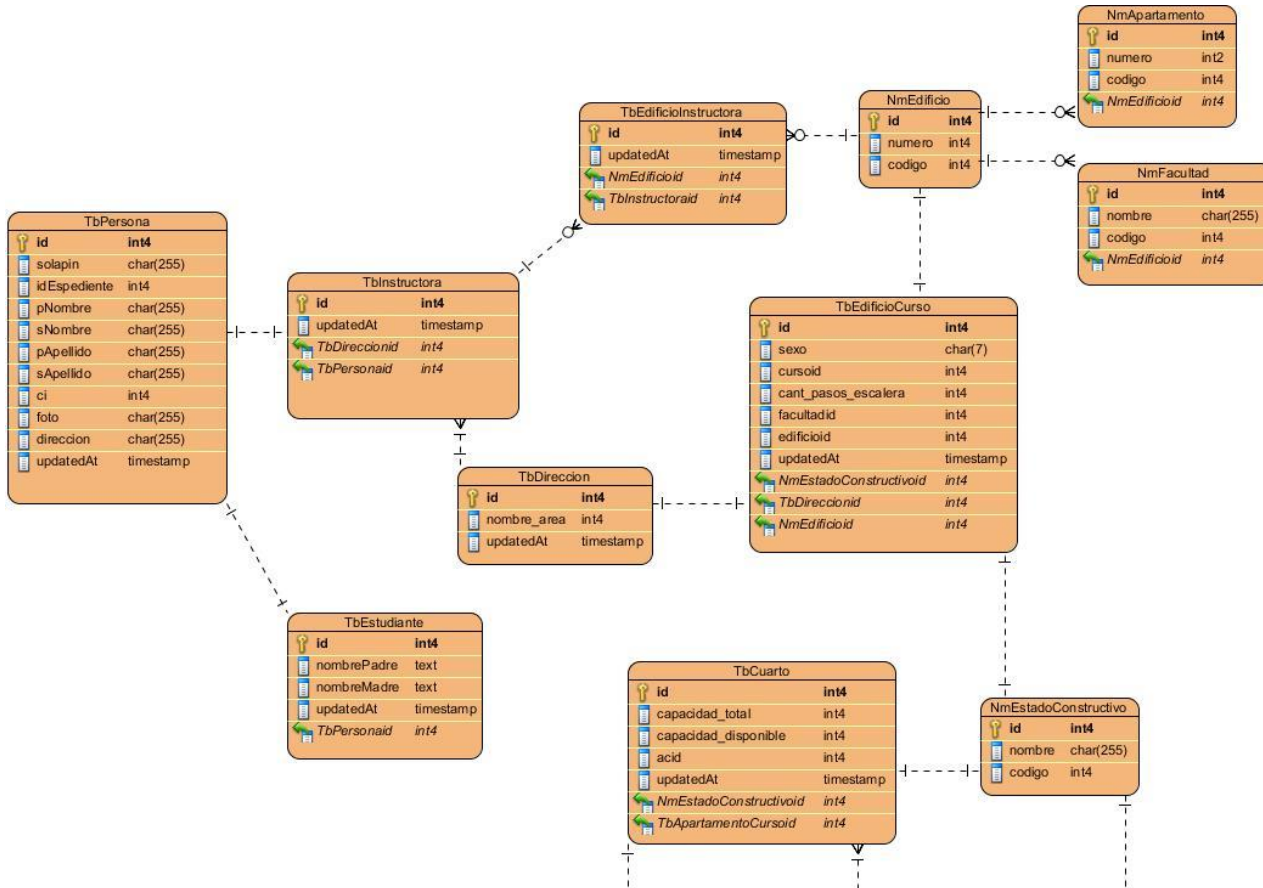 NmApartamento
id int4
numero int2
codigo int4
NmEdificioid int4
TbEdificioInstructora
id int4
updatedAt timestamp
NmEdificioid int4
TbInstructoraid int4
NmEdificio
id int4
numero int4
codigo int4
NmFacultad
id int4
nombre char(255)
codigo int4
NmEdificioid int4
TbPersona
id int4
solapin char(255)
idEspediente int4
pNombre char(255)
sNombre char(255)
pApellido char(255)
sApellido char(255)
ci int4
foto char(255)
direccion char(255)
updatedAt timestamp
TbInstructora
id int4
updatedAt timestamp
TbDireccionid int4
TbPersonaid int4
TbEdificioCurso
id int4
sexo char(7)
cursoid int4
cant_pasos_escalera int4
facultadid int4
edificioid int4
updatedAt timestamp
NmEstadoConstructivoid int4
TbDireccionid int4
NmEdificioid int4
TbDireccion
id int4
nombre_area int4
updatedAt timestamp
TbEstudiante
id int4
nombrePadre text
nombreMadre text
updatedAt timestamp
TbPersonaid int4
TbCuarto
id int4
capacidad_total int4
capacidad_disponible int4
acid int4
updatedAt timestamp
NmEstadoConstructivoid int4
TbApartamentoCursoid int4
NmEstadoConstructivo
id int4
nombre char(255)
codigo int4